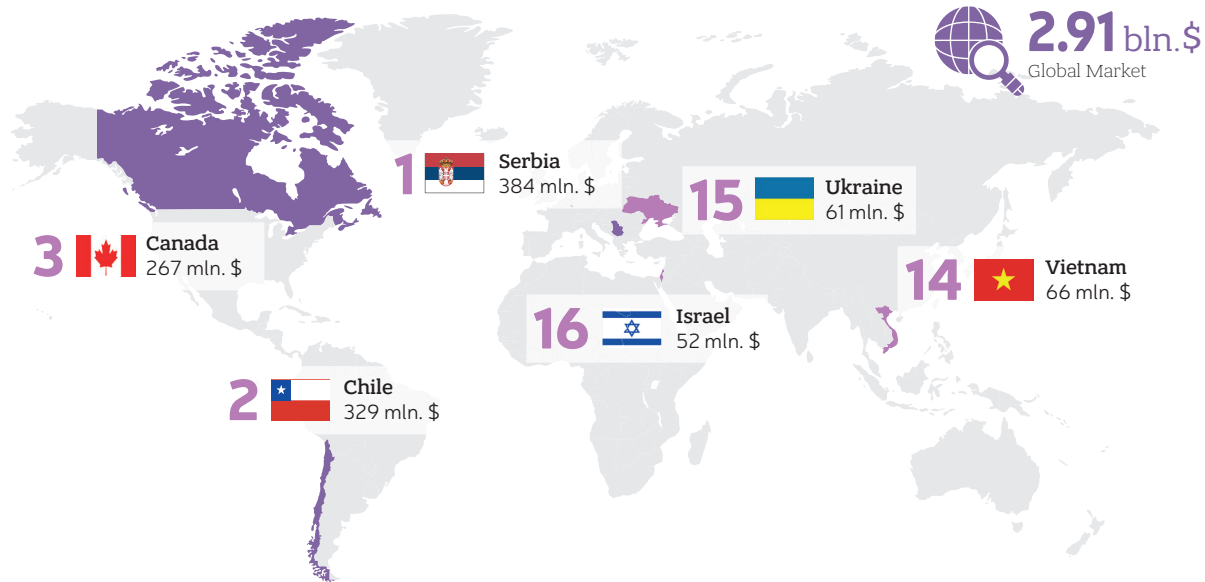 2.91 bln.$
Global Market
1
Serbia
384 mln. $
15
Ukraine
61 mln. $
3
Canada
267 mln. $
14
Vietnam
66 mln. $
16
Israel
52 mln. $
2
Chile
329 mln. $